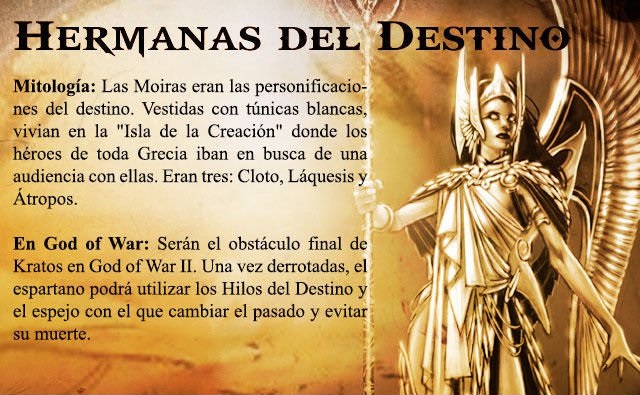 Hermanas del Destino
Mitología: Las Moiras eran las personificacio-
nes del destino. Vestidas con túnicas blancas,
vivian en la "Isla de la Creación" donde los
héroes de toda Grecia iban en busca de una
audiencia con ellas. Eran tres: Cloto, Láquesis y
Átropos.
En God of War: Serán el obstáculo final de
Kratos en God of War II. Una vez derrotadas, el
espartano podrá utilizar los Hilos del Destino y
el espejo con el que cambiar el pasado y evitar
su muerte.